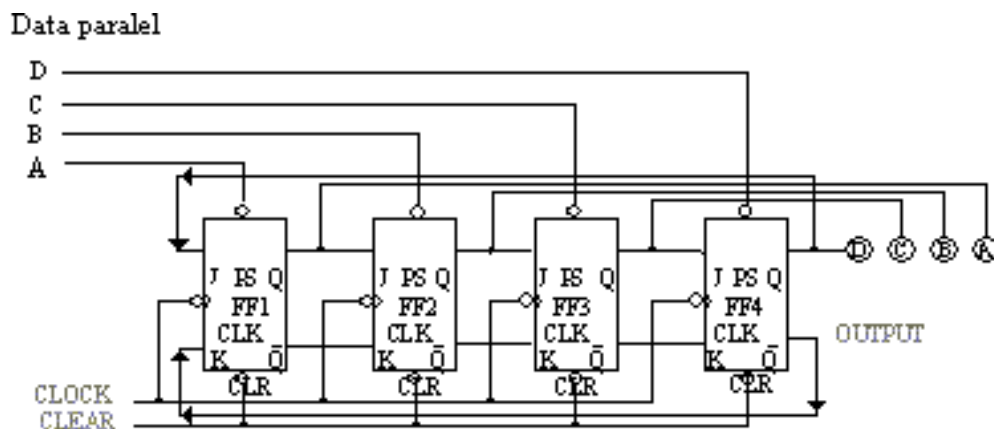 Data paralel
D
C
B
A
D C B A
J PS Q J PS Q J PS Q J PS Q
FF1 FF2 FF3 FF4
CLK CLK CLK CLK
OUTPUT
K Q̅ K Q̅ K Q̅ K Q̅
CLR CLR CLR CLR
CLOCK
CLEAR